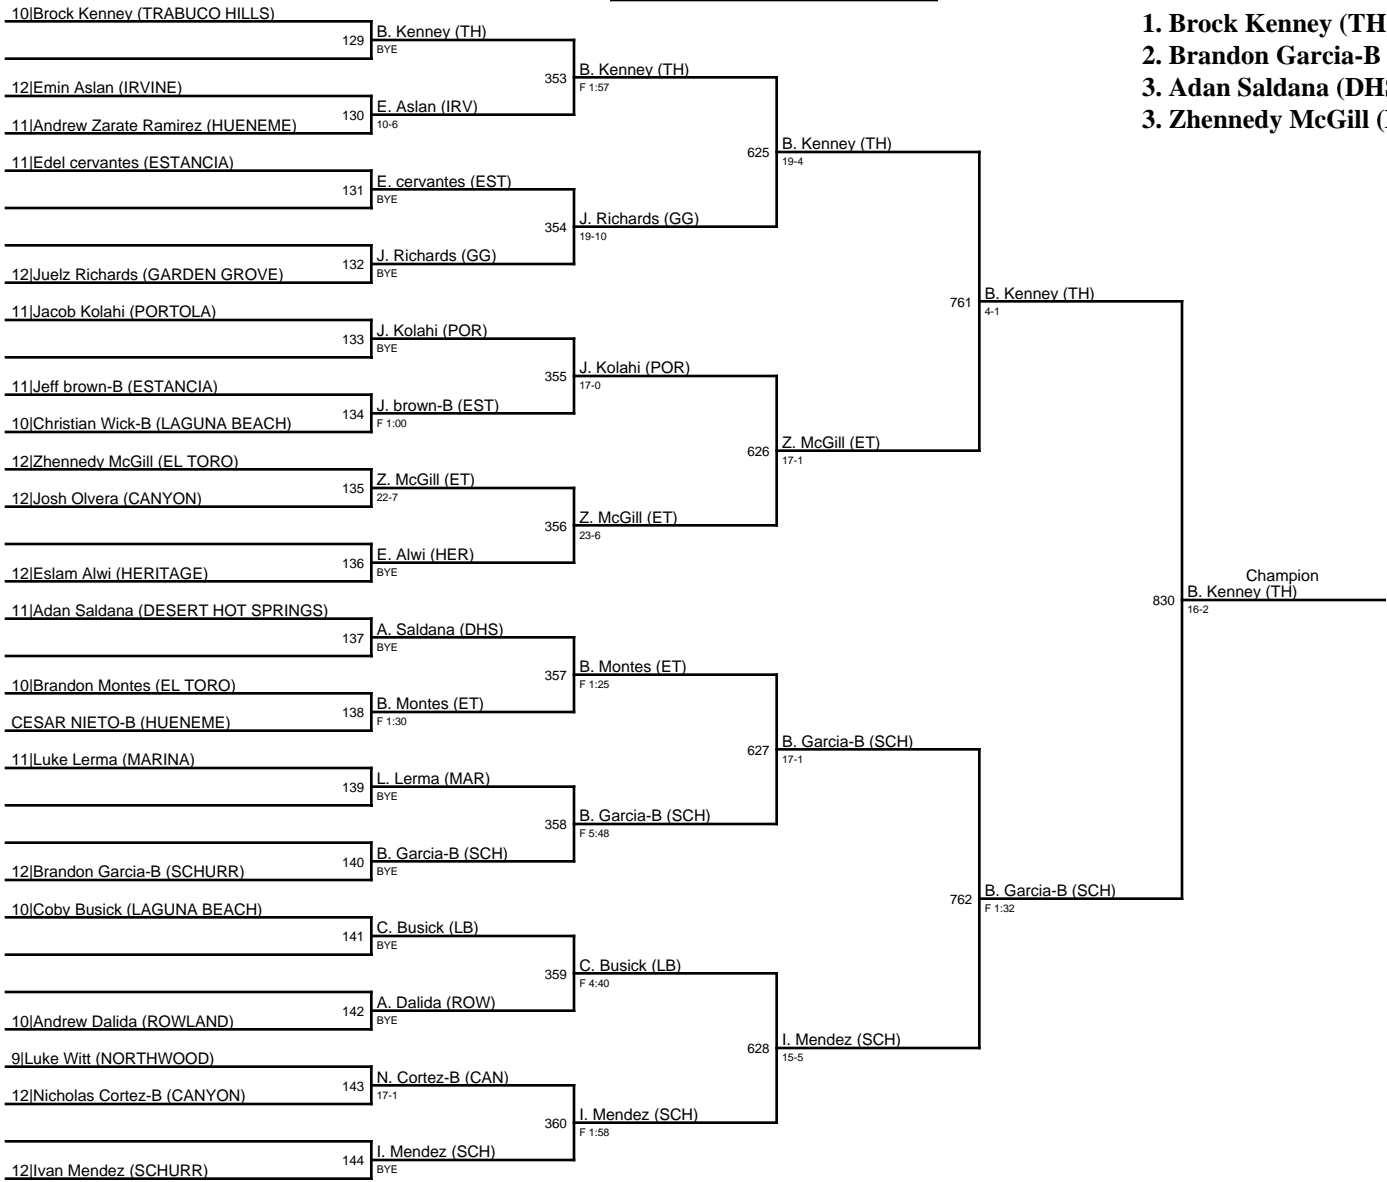 10|Brock Kenney (TRABUCO HILLS)
12|Emin Aslan (IRVINE)
11|Andrew Zarate Ramirez (HUENEME)
11|Edel cervantes (ESTANCIA)
12|Juelz Richards (GARDEN GROVE)
11|Jacob Kolahi (PORTOLA)
11|Jeff brown-B (ESTANCIA)
10|Christian Wick-B (LAGUNA BEACH)
12|Zhennedy McGill (EL TORO)
12|Josh Olvera (CANYON)
12|Eslam Alwi (HERITAGE)
11|Adan Saldana (DESERT HOT SPRINGS)
10|Brandon Montes (EL TORO)
CESAR NIETO-B (HUENEME)
11|Luke Lerma (MARINA)
12|Brandon Garcia-B (SCHURR)
10|Coby Busick (LAGUNA BEACH)
10|Andrew Dalida (ROWLAND)
9|Luke Witt (NORTHWOOD)
12|Nicholas Cortez-B (CANYON)
12|Ivan Mendez (SCHURR)
129
B. Kenney (TH)
BYE
130
E. Aslan (IRV)
10-6
131
E. cervantes (EST)
BYE
132
J. Richards (GG)
BYE
133
J. Kolahi (POR)
BYE
134
J. brown-B (EST)
F 1:00
135
Z. McGill (ET)
22-7
136
E. Alwi (HER)
BYE
137
A. Saldana (DHS)
BYE
138
B. Montes (ET)
F 1:30
139
L. Lerma (MAR)
BYE
140
B. Garcia-B (SCH)
BYE
141
C. Busick (LB)
BYE
142
A. Dalida (ROW)
BYE
143
N. Cortez-B (CAN)
17-1
144
I. Mendez (SCH)
BYE
353
B. Kenney (TH)
F 1:57
354
J. Richards (GG)
19-10
355
J. Kolahi (POR)
17-0
356
Z. McGill (ET)
23-6
357
B. Montes (ET)
F 1:25
358
B. Garcia-B (SCH)
F 5:48
359
C. Busick (LB)
F 4:40
360
I. Mendez (SCH)
F 1:58
625
B. Kenney (TH)
19-4
626
Z. McGill (ET)
17-1
627
B. Garcia-B (SCH)
17-1
628
I. Mendez (SCH)
15-5
761
B. Kenney (TH)
4-1
762
B. Garcia-B (SCH)
F 1:32
830
Champion
B. Kenney (TH)
16-2
1. Brock Kenney (TH
2. Brandon Garcia-B
3. Adan Saldana (DH
3. Zhennedy McGill (